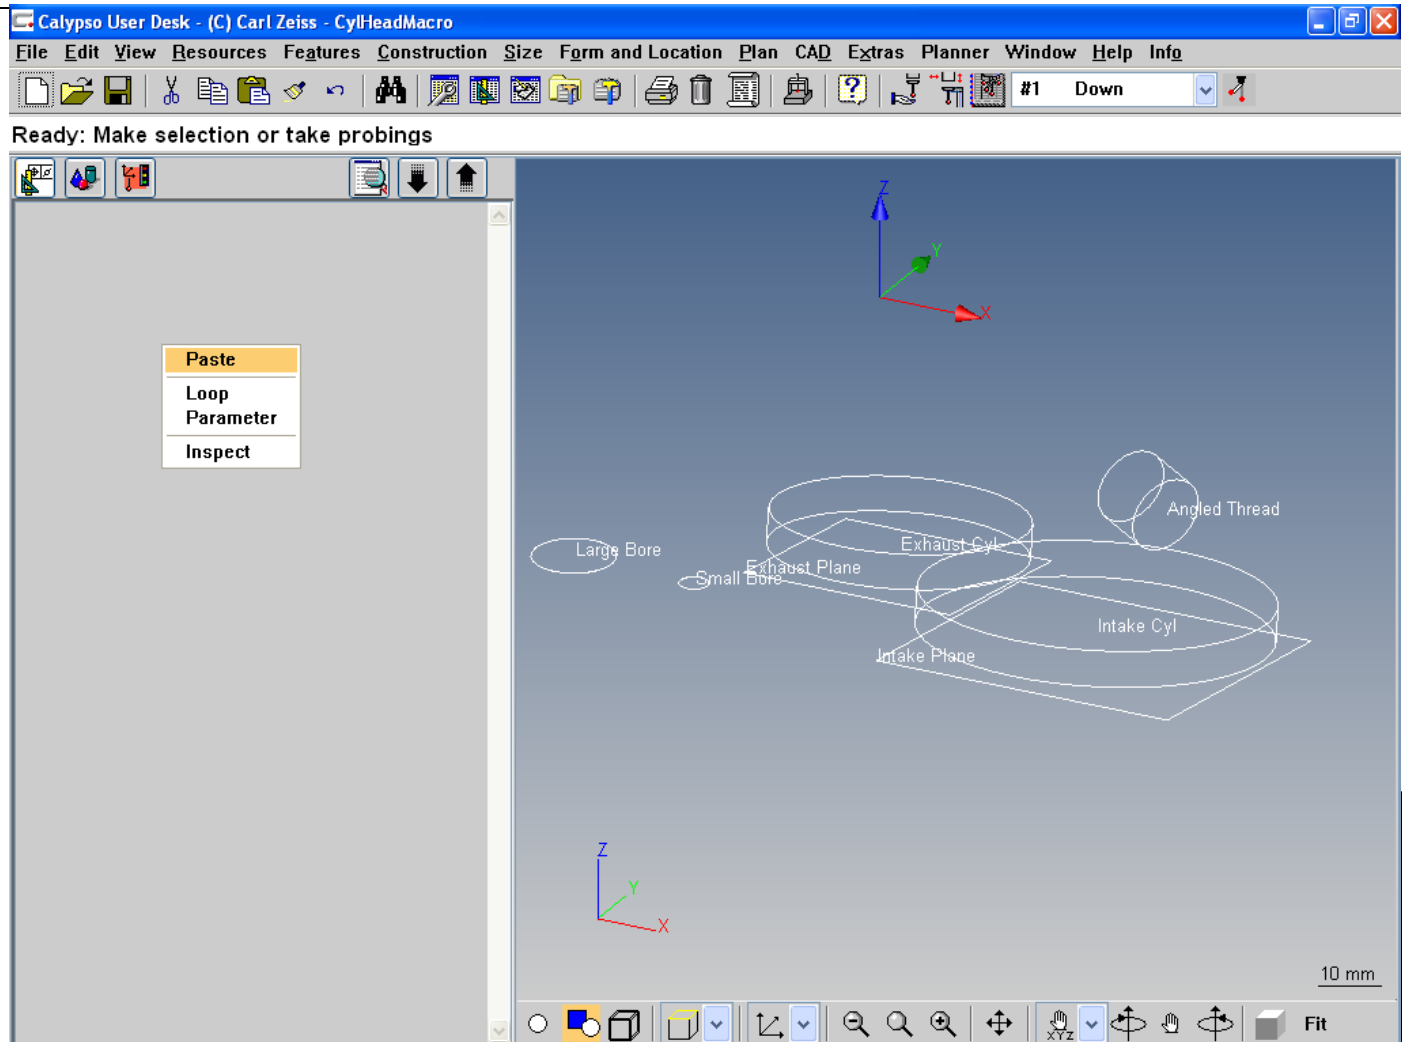 Calypso User Desk - (C) Carl Zeiss - CylHeadMacro
File Edit View Resources Features Construction Size Form and Location Plan CAD Extras Planner Window Help Info
#1 Down
Ready: Make selection or take probings
Z
Y
X
Paste
Loop
Parameter
Inspect
Angled Thread
Exhaust Cyl
Large Bore
Exhaust Plane
Small Bore
Intake Cyl
Intake Plane
Z
Y
X
10 mm
XYZ
Fit